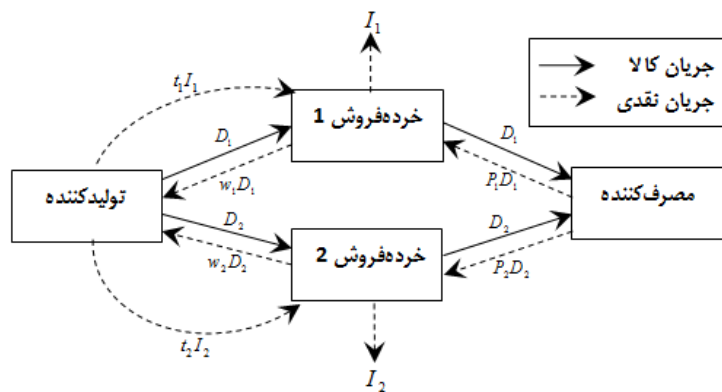 I₁
جریان کالا
جریان نقدی
t₁I₁
خرده‌فروش 1
D₁
D₁
w₁D₁
P₁D₁
تولیدکننده
مصرف‌کننده
D₂
D₂
w₂D₂
خرده‌فروش 2
P₂D₂
t₂I₂
I₂